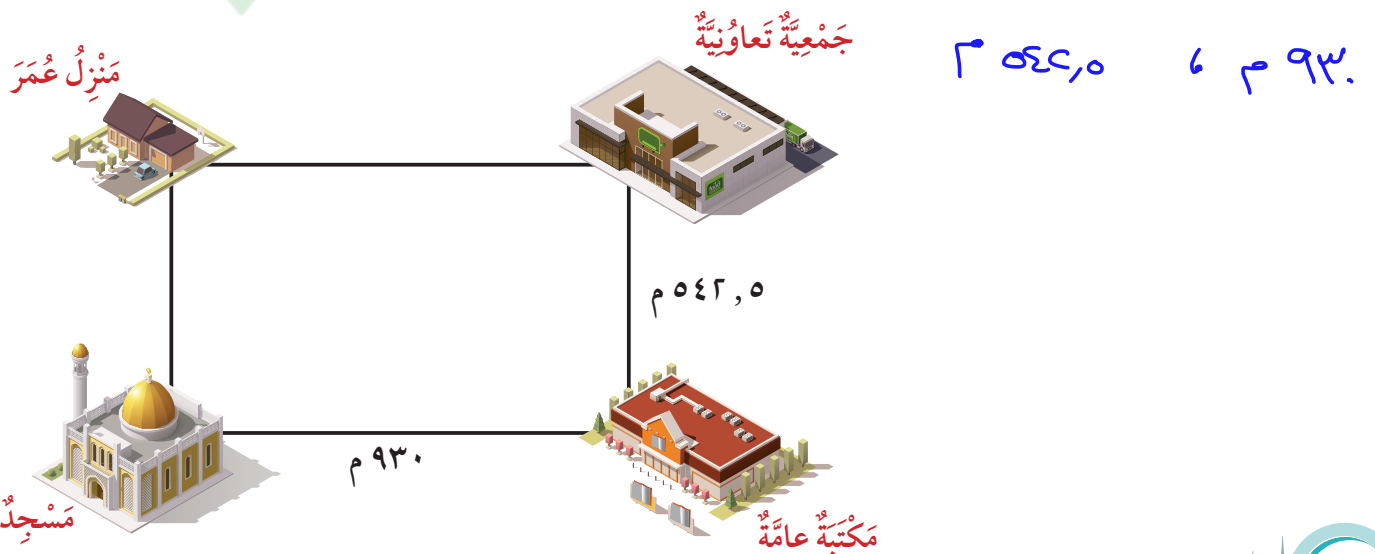 جَمْعِيَّةٌ تَعاوُنِيَّةٌ
٩٣٠ م ، ٥٤٢,٥ م
مَنْزِلُ عُمَرَ
٥٤٢,٥ م
٩٣٠ م
مَسْجِدٌ
مَكْتَبَةٌ عامَّةٌ